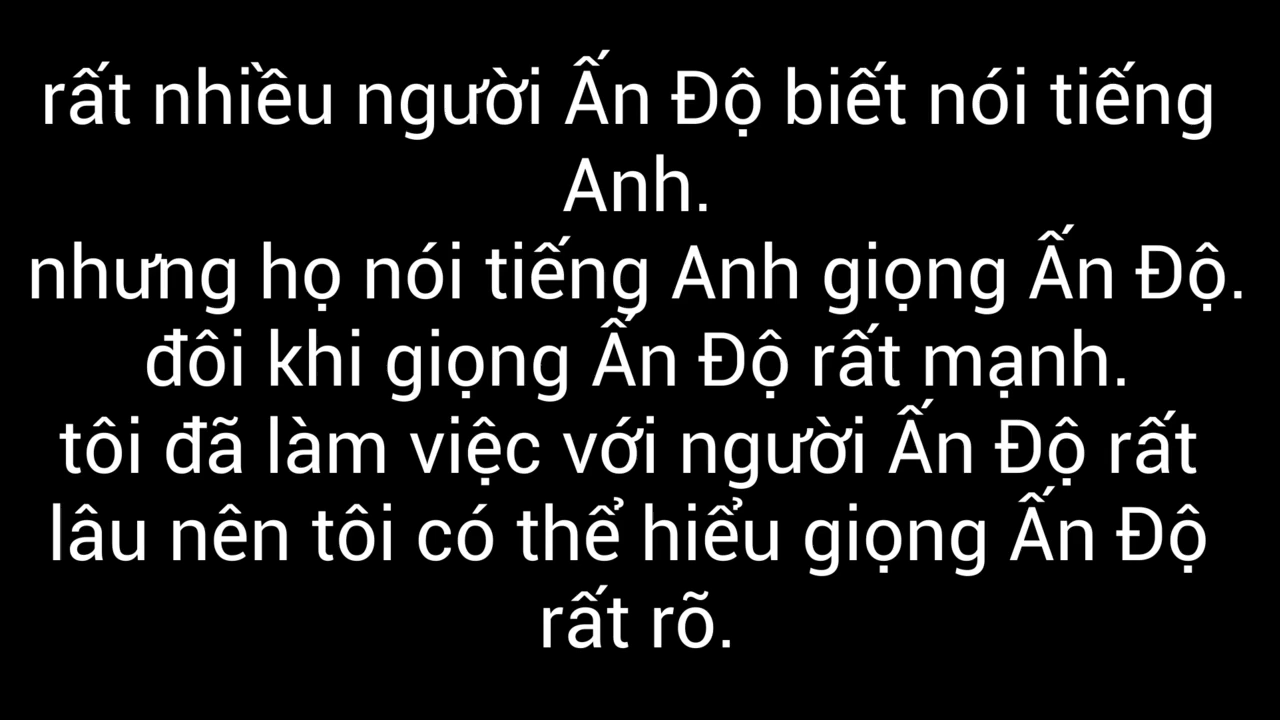 rất nhiều người Ấn Độ biết nói tiếng
Anh.
nhưng họ nói tiếng Anh giọng Ấn Độ.
đôi khi giọng Ấn Độ rất mạnh.
tôi đã làm việc với người Ấn Độ rất
lâu nên tôi có thể hiểu giọng Ấn Độ
rất rõ.